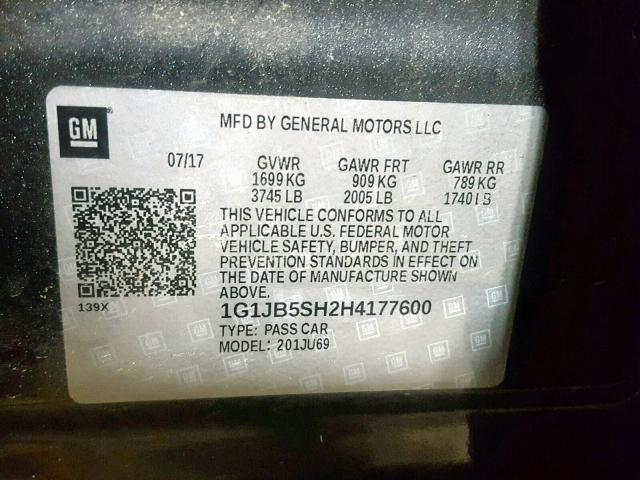 GM
MFD BY GENERAL MOTORS LLC
07/17 GVWR GAWR FRT GAWR RR
1699 KG 909 KG 789 KG
3745 LB 2005 LB 1740 LB
THIS VEHICLE CONFORMS TO ALL
APPLICABLE U.S. FEDERAL MOTOR
VEHICLE SAFETY, BUMPER, AND THEFT
PREVENTION STANDARDS IN EFFECT ON
THE DATE OF MANUFACTURE SHOWN
ABOVE.
139X
1G1JB5SH2H4177600
TYPE: PASS CAR
MODEL: 201JU69